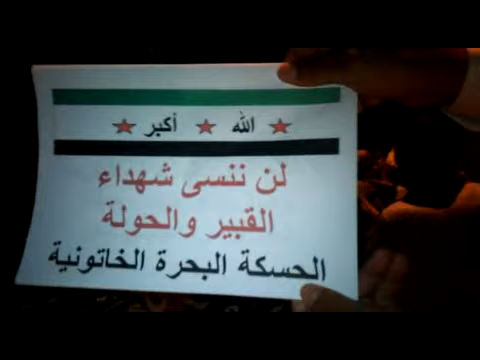 الله أكبر
لن ننسى شهداء
القبير والحولة
الحسكة البحرة الخاتونية